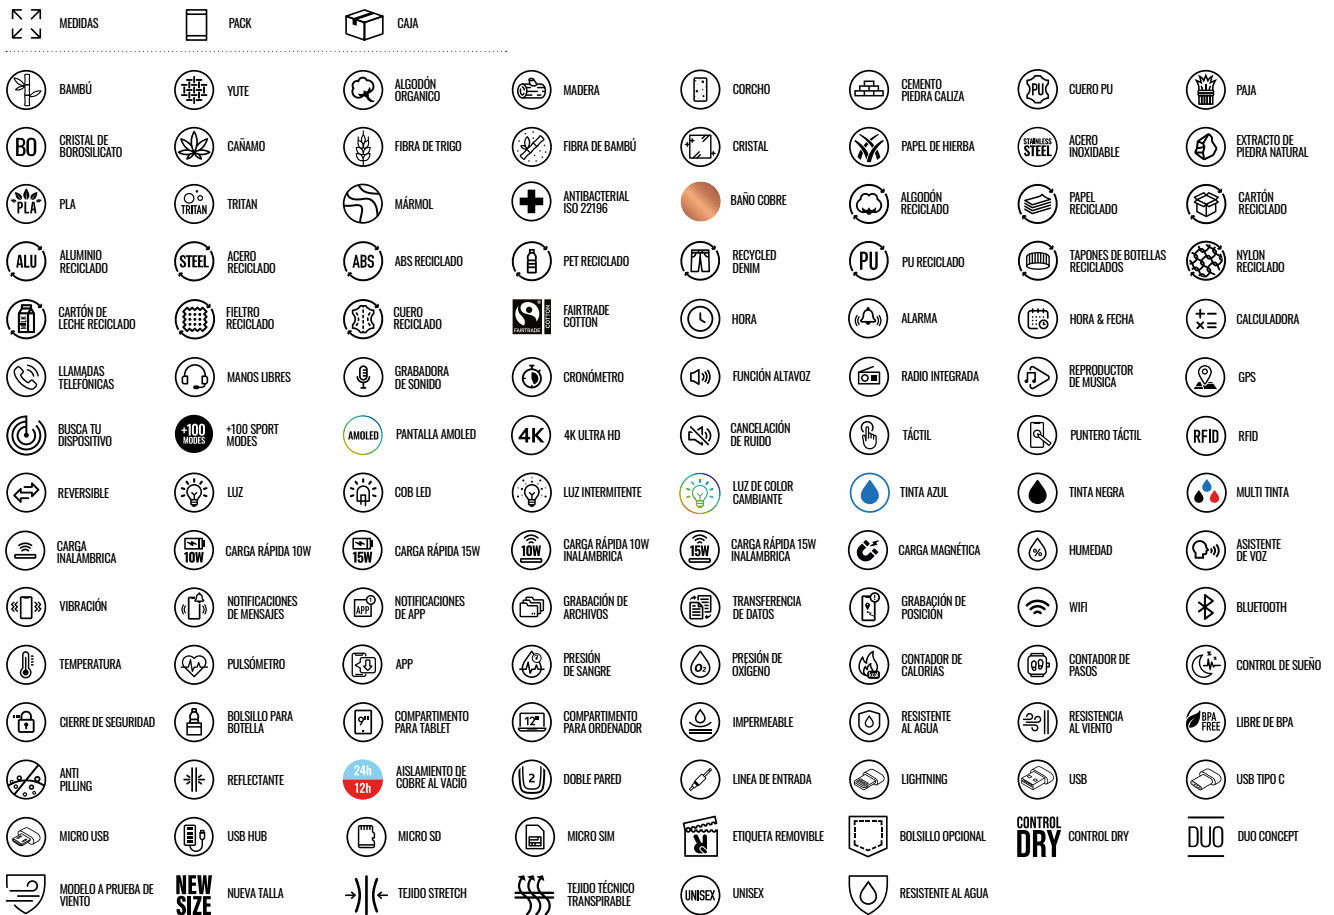 MEDIDAS
PACK
CAJA
BAMBÚ
YUTE
ALGODÓN
ORGANICO
MADERA
CORCHO
CEMENTO
PIEDRA CALIZA
PU
CUERO PU
PAJA
BO
CRISTAL DE
BOROSILICATO
CAÑAMO
FIBRA DE TRIGO
FIBRA DE BAMBÚ
CRISTAL
PAPEL DE HIERBA
STAINLESS
STEEL
ACERO
INOXIDABLE
EXTRACTO DE
PIEDRA NATURAL
PLA
PLA
TRITAN
TRITAN
MÁRMOL
ANTIBACTERIAL
ISO 22196
BAÑO COBRE
ALGODÓN
RECICLADO
PAPEL
RECICLADO
CARTÓN
RECICLADO
ALU
ALUMINIO
RECICLADO
STEEL
ACERO
RECICLADO
ABS
ABS RECICLADO
PET RECICLADO
RECYCLED
DENIM
PU
PU RECICLADO
TAPONES DE BOTELLAS
RECICLADOS
NYLON
RECICLADO
MILK
CARTÓN DE
LECHE RECICLADO
FIELTRO
RECICLADO
CUERO
RECICLADO
FAIRTRADE
COTTON
FAIRTRADE
COTTON
HORA
ALARMA
HORA & FECHA
CALCULADORA
LLAMADAS
TELEFÓNICAS
MANOS LIBRES
GRABADORA
DE SONIDO
CRONÓMETRO
FUNCIÓN ALTAVOZ
RADIO INTEGRADA
REPRODUCTOR
DE MÚSICA
GPS
BUSCA TU
DISPOSITIVO
+100
MODES
+100 SPORT
MODES
AMOLED
PANTALLA AMOLED
4K
4K ULTRA HD
CANCELACIÓN
DE RUIDO
TÁCTIL
PUNTERO TÁCTIL
RFID
RFID
REVERSIBLE
LUZ
COB LED
LUZ INTERMITENTE
LUZ DE COLOR
CAMBIANTE
TINTA AZUL
TINTA NEGRA
MULTI TINTA
CARGA
INALÁMBRICA
10W
CARGA RÁPIDA 10W
15W
CARGA RÁPIDA 15W
10W
CARGA RÁPIDA 10W
INALÁMBRICA
15W
CARGA RÁPIDA 15W
INALÁMBRICA
CARGA MAGNÉTICA
%
HUMEDAD
ASISTENTE
DE VOZ
VIBRACIÓN
NOTIFICACIONES
DE MENSAJES
APP
NOTIFICACIONES
DE APP
GRABACIÓN DE
ARCHIVOS
TRANSFERENCIA
DE DATOS
GRABACIÓN DE
POSICIÓN
WIFI
BLUETOOTH
TEMPERATURA
PULSÓMETRO
APP
PRESIÓN
DE SANGRE
O₂
PRESIÓN DE
OXÍGENO
kcal
CONTADOR DE
CALORÍAS
CONTADOR DE
PASOS
CONTROL DE SUEÑO
CIERRE DE SEGURIDAD
BOLSILLO PARA
BOTELLA
9"
COMPARTIMENTO
PARA TABLET
12"
COMPARTIMENTO
PARA ORDENADOR
IMPERMEABLE
RESISTENTE
AL AGUA
RESISTENCIA
AL VIENTO
BPA
FREE
LIBRE DE BPA
ANTI
PILLING
REFLECTANTE
24h
12h
AISLAMIENTO DE
COBRE AL VACÍO
2
DOBLE PARED
LINEA DE ENTRADA
LIGHTNING
USB
USB TIPO C
MICRO USB
USB HUB
MICRO SD
MICRO SIM
ETIQUETA REMOVIBLE
BOLSILLO OPCIONAL
CONTROL
DRY
CONTROL DRY
DUO
DUO CONCEPT
MODELO A PRUEBA DE
VIENTO
NEW
SIZE
NUEVA TALLA
TEJIDO STRETCH
TEJIDO TÉCNICO
TRANSPIRABLE
UNISEX
UNISEX
RESISTENTE AL AGUA